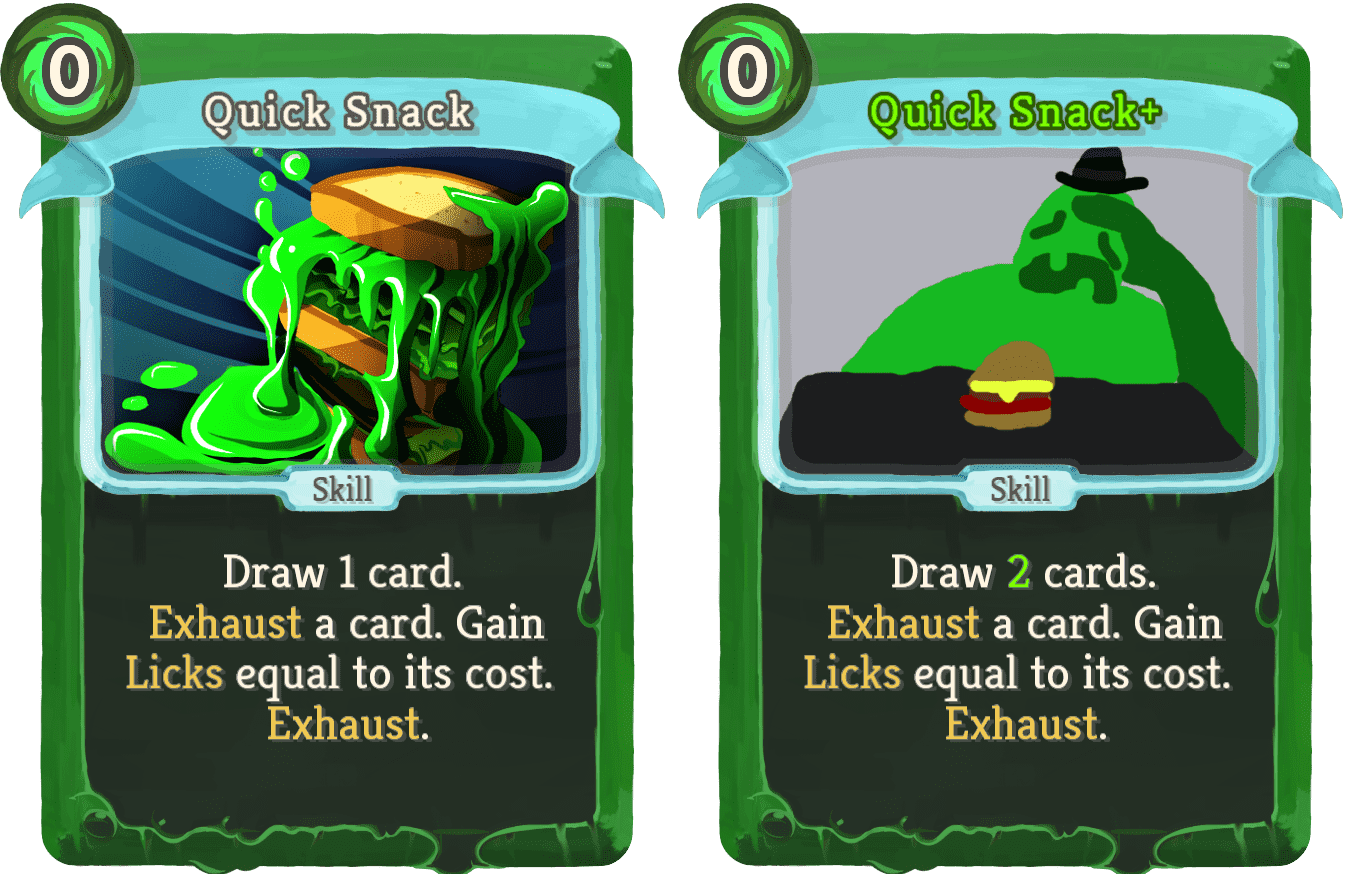 0
Quick Snack
Skill
Draw 1 card.
Exhaust a card. Gain
Licks equal to its cost.
Exhaust.
0
Quick Snack+
Skill
Draw 2 cards.
Exhaust a card. Gain
Licks equal to its cost.
Exhaust.